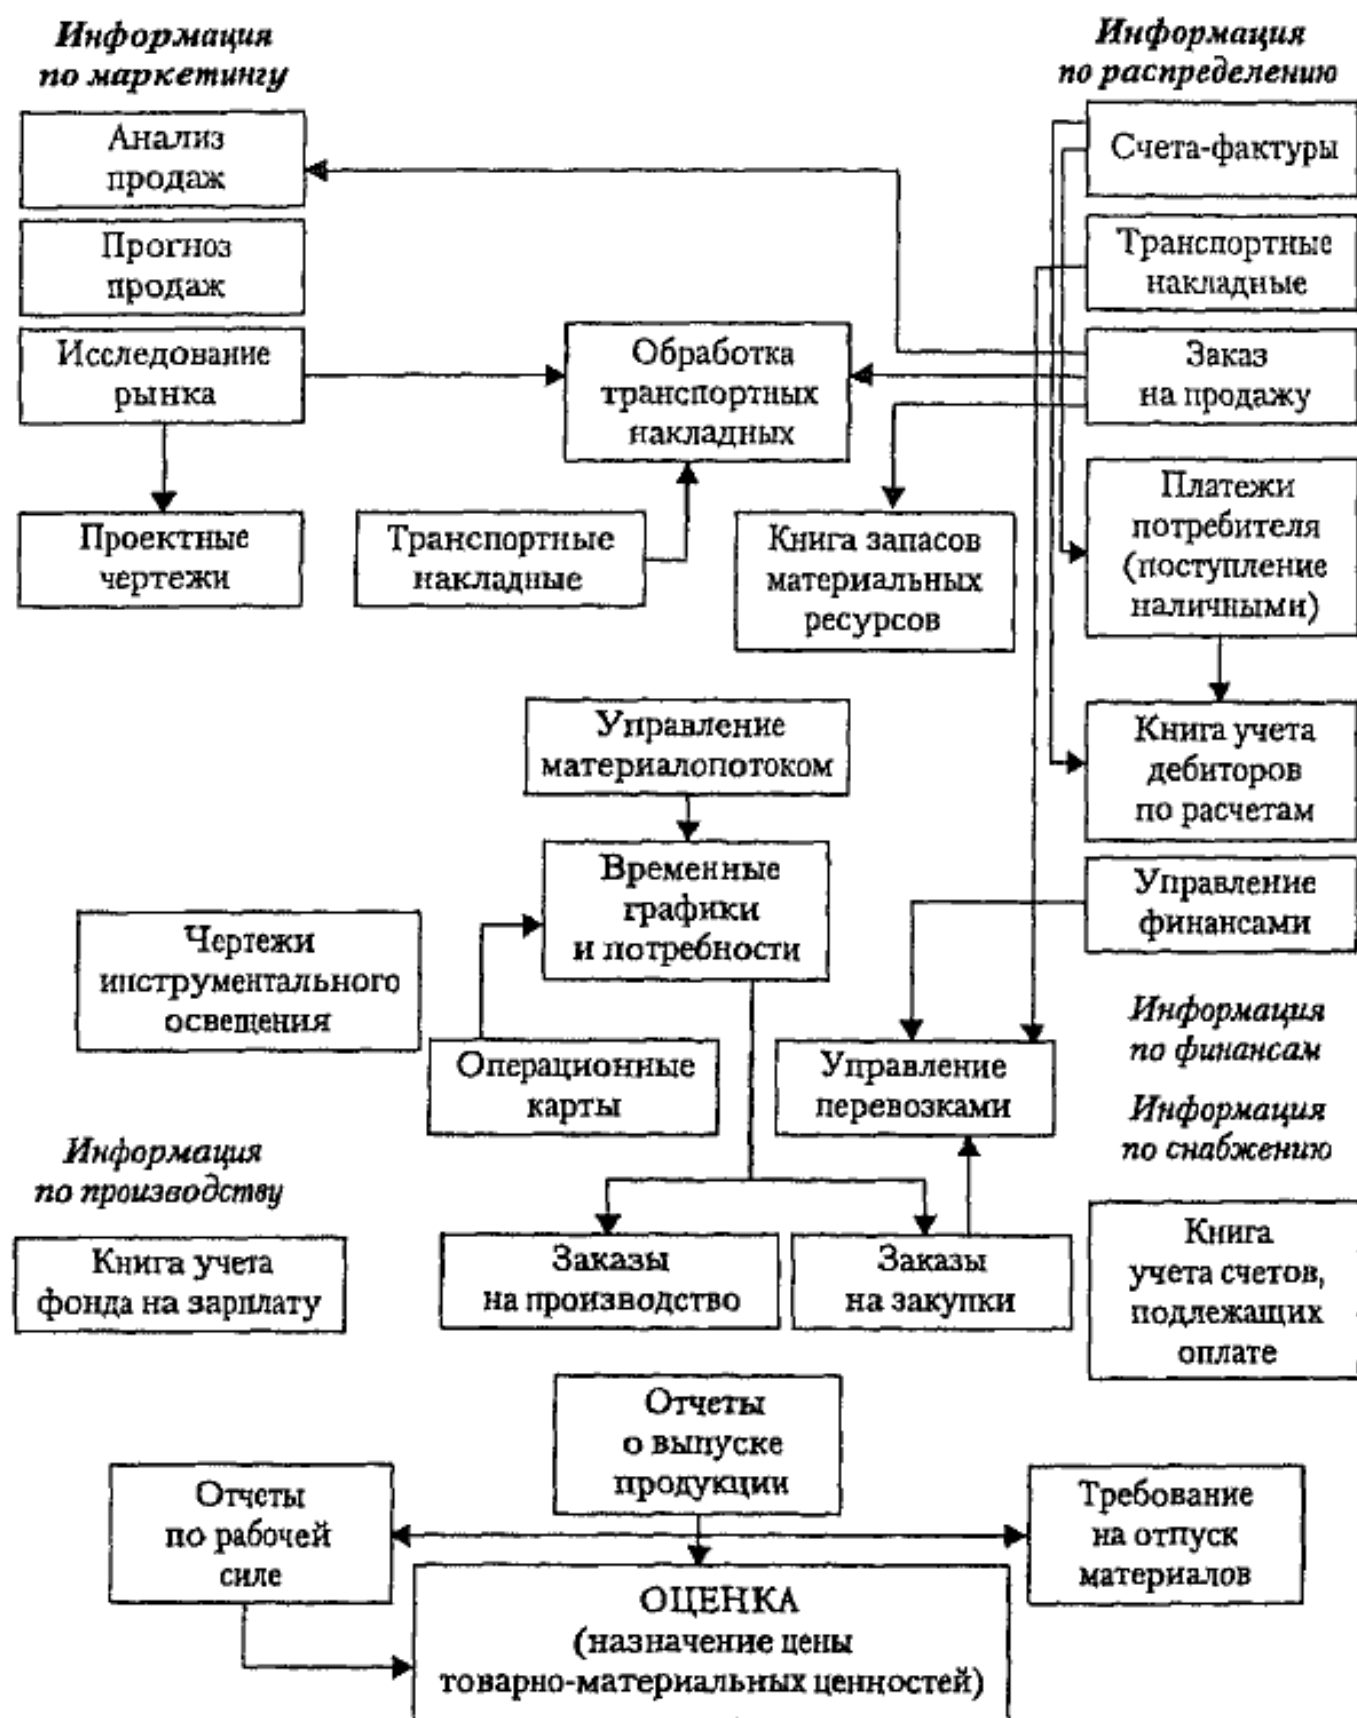 Информация
по маркетингу
Информация
по распределению
Анализ
продаж
Счета-фактуры
Прогноз
продаж
Транспортные
накладные
Исследование
рынка
Обработка
транспортных
накладных
Заказ
на продажу
Проектные
чертежи
Транспортные
накладные
Книга запасов
материальных
ресурсов
Платежи
потребителя
(поступление
наличными)
Управление
материалопотоком
Книга учета
дебиторов
по расчетам
Временные
графики
и потребности
Управление
финансами
Чертежи
инструментального
освещения
Операционные
карты
Управление
перевозками
Информация
по финансам
Информация
по снабжению
Информация
по производству
Книга учета
фонда на зарплату
Заказы
на производство
Заказы
на закупки
Книга
учета счетов,
подлежащих
оплате
Отчеты
о выпуске
продукции
Отчеты
по рабочей
силе
Требование
на отпуск
материалов
ОЦЕНКА
(назначение цены
товарно-материальных ценностей)